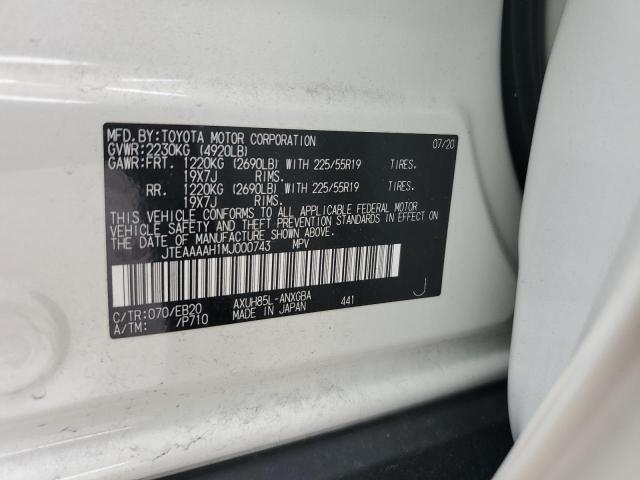 MFD.BY:TOYOTA MOTOR CORPORATION 07/20
GVWR:2230KG (4920LB)
GAWR:FRT. 1220KG (2690LB) WITH 225/55R19 TIRES.
19X7J RIMS.
RR. 1220KG (2690LB) WITH 225/55R19 TIRES.
19X7J RIMS.
THIS VEHICLE CONFORMS TO ALL APPLICABLE FEDERAL MOTOR
VEHICLE SAFETY AND THEFT PREVENTION STANDARDS IN EFFECT
ON THE DATE OF MANUFACTURE SHOWN ABOVE.
JTEAAAAH1MJ000743 MPV
C/TR:070/EB20 AXUH85L-ANXGBA 441 J
A/TM: /P710 MADE IN JAPAN